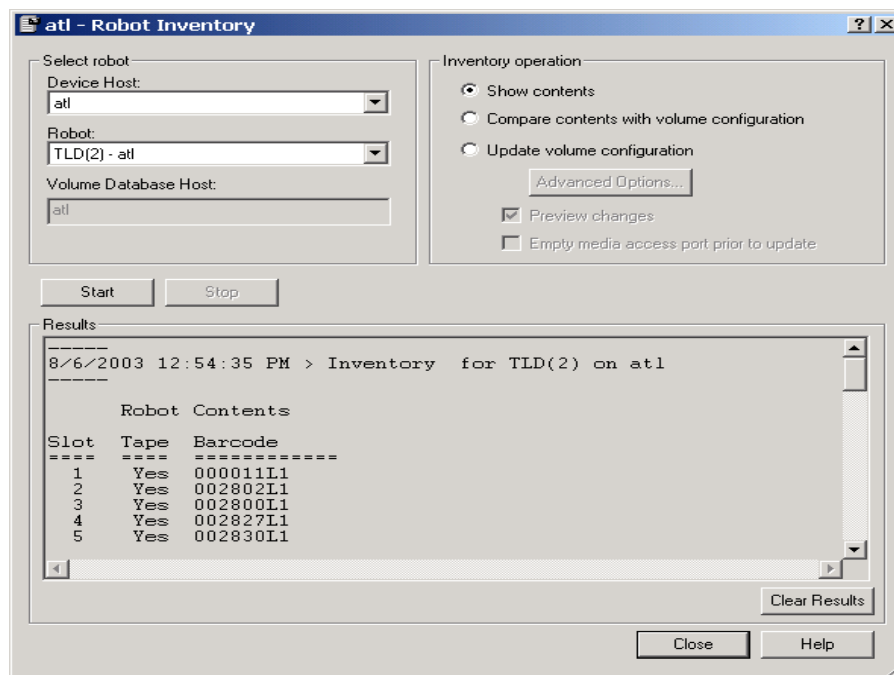 atl - Robot Inventory
Select robot
Device Host:
atl
Robot:
TLD(2) - atl
Volume Database Host:
atl
Inventory operation
Show contents
Compare contents with volume configuration
Update volume configuration
Advanced Options...
Preview changes
Empty media access port prior to update
Start
Stop
Results
-----
8/6/2003 12:54:35 PM > Inventory  for TLD(2) on atl
-----
Robot Contents
Slot Tape Barcode
==== ==== ============
1 Yes 000011L1
2 Yes 002802L1
3 Yes 002800L1
4 Yes 002827L1
5 Yes 002830L1
Clear Results
Close
Help